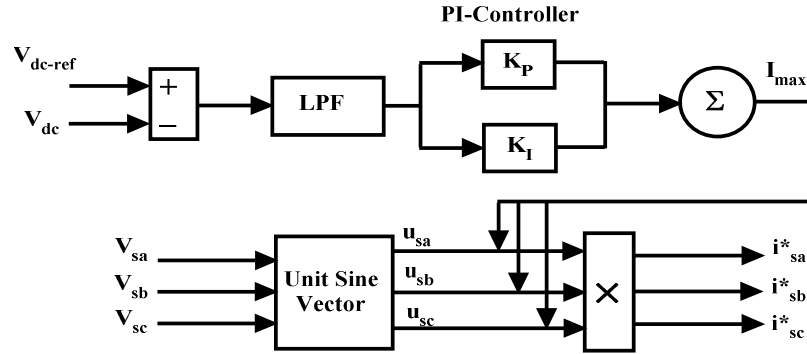 PI-Controller
V_dc-ref
V_dc
+
−
LPF
K_P
K_I
Σ
I_max
V_sa
V_sb
V_sc
Unit Sine
Vector
u_sa
u_sb
u_sc
×
i*_sa
i*_sb
i*_sc